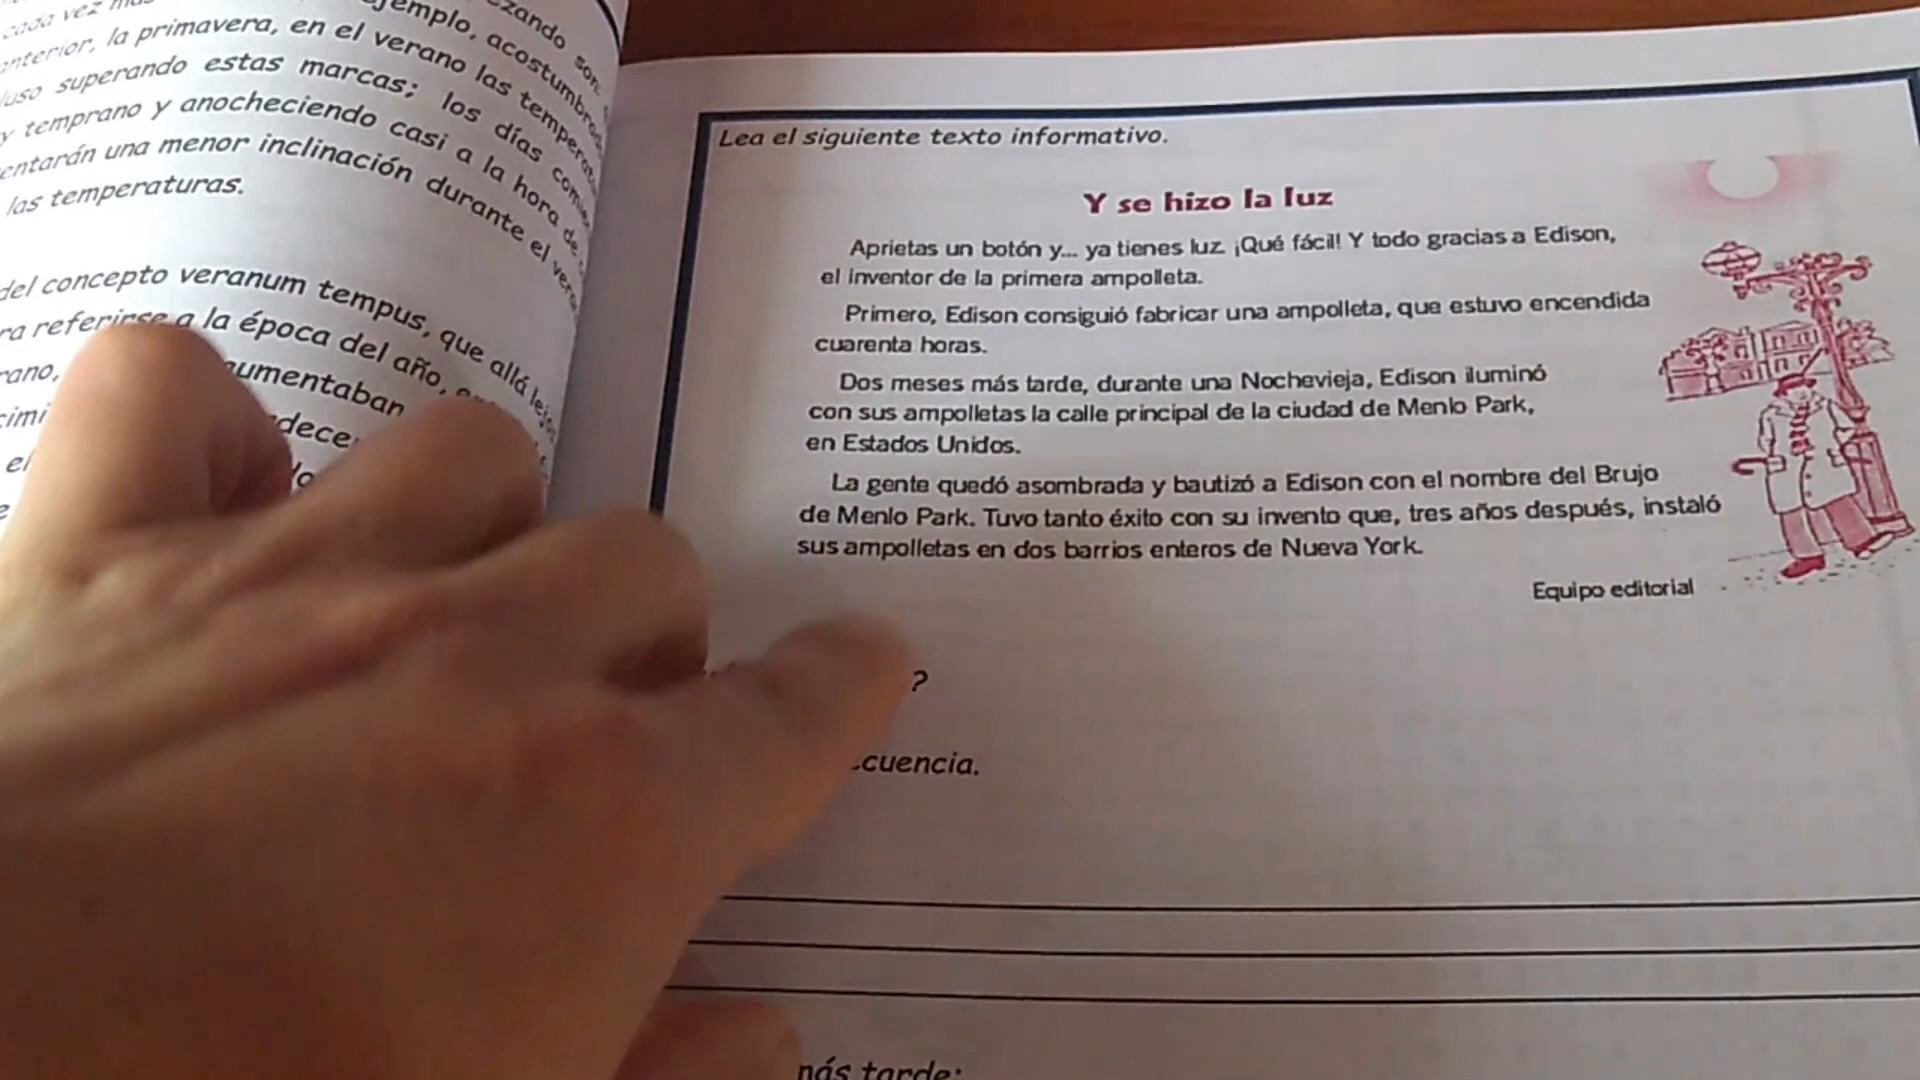 cada vez
zando son
ejemplo, acostumbra
anterior, la primavera, en el verano las
superando estas marcas; los días
y temprano y anocheciendo casi a la hora de
una menor inclinación durante el
las temperaturas.
del concepto veranum tempus, que allá
a la época del año,
aumentaban
Lea el siguiente texto informativo.
Y se hizo la luz
Aprietas un botón y... ya tienes luz. ¡Qué fácil! Y todo gracias a Edison,
el inventor de la primera ampolleta.
Primero, Edison consiguió fabricar una ampolleta, que estuvo encendida
cuarenta horas.
Dos meses más tarde, durante una Nochevieja, Edison iluminó
con sus ampolletas la calle principal de la ciudad de Menlo Park,
en Estados Unidos.
La gente quedó asombrada y bautizó a Edison con el nombre del Brujo
de Menlo Park. Tuvo tanto éxito con su invento que, tres años después, instaló
sus ampolletas en dos barrios enteros de Nueva York.
Equipo editorial
?
cuencia.
tarde: